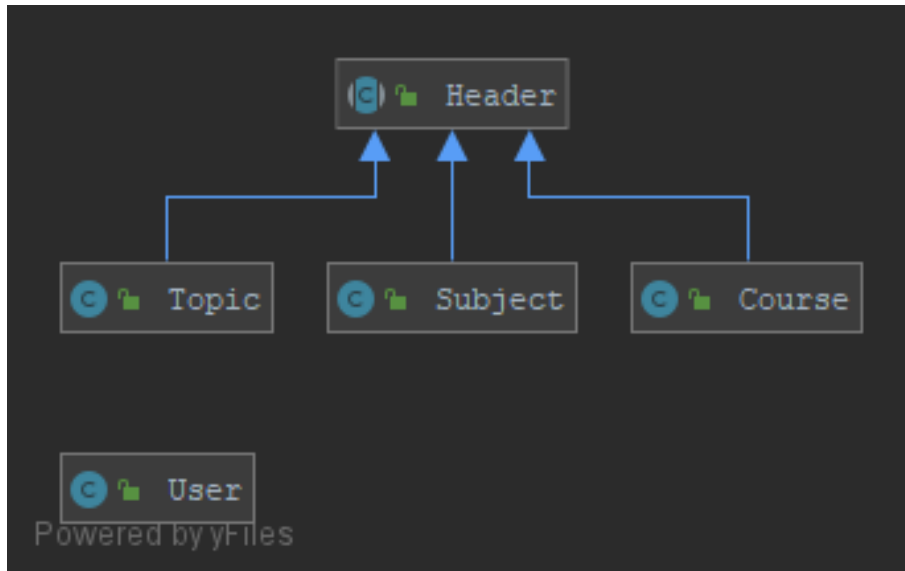 Header
Topic
Subject
Course
User
Powered by yFiles